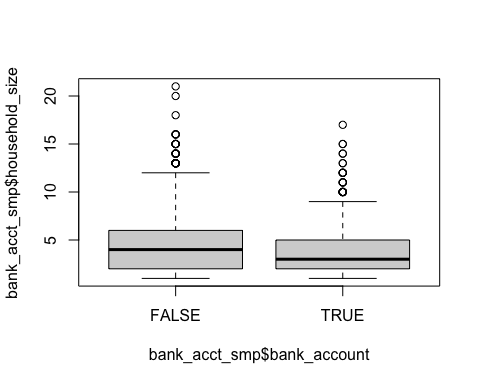 bank_acct_smp$household_size
20
15
10
5
FALSE TRUE
bank_acct_smp$bank_account